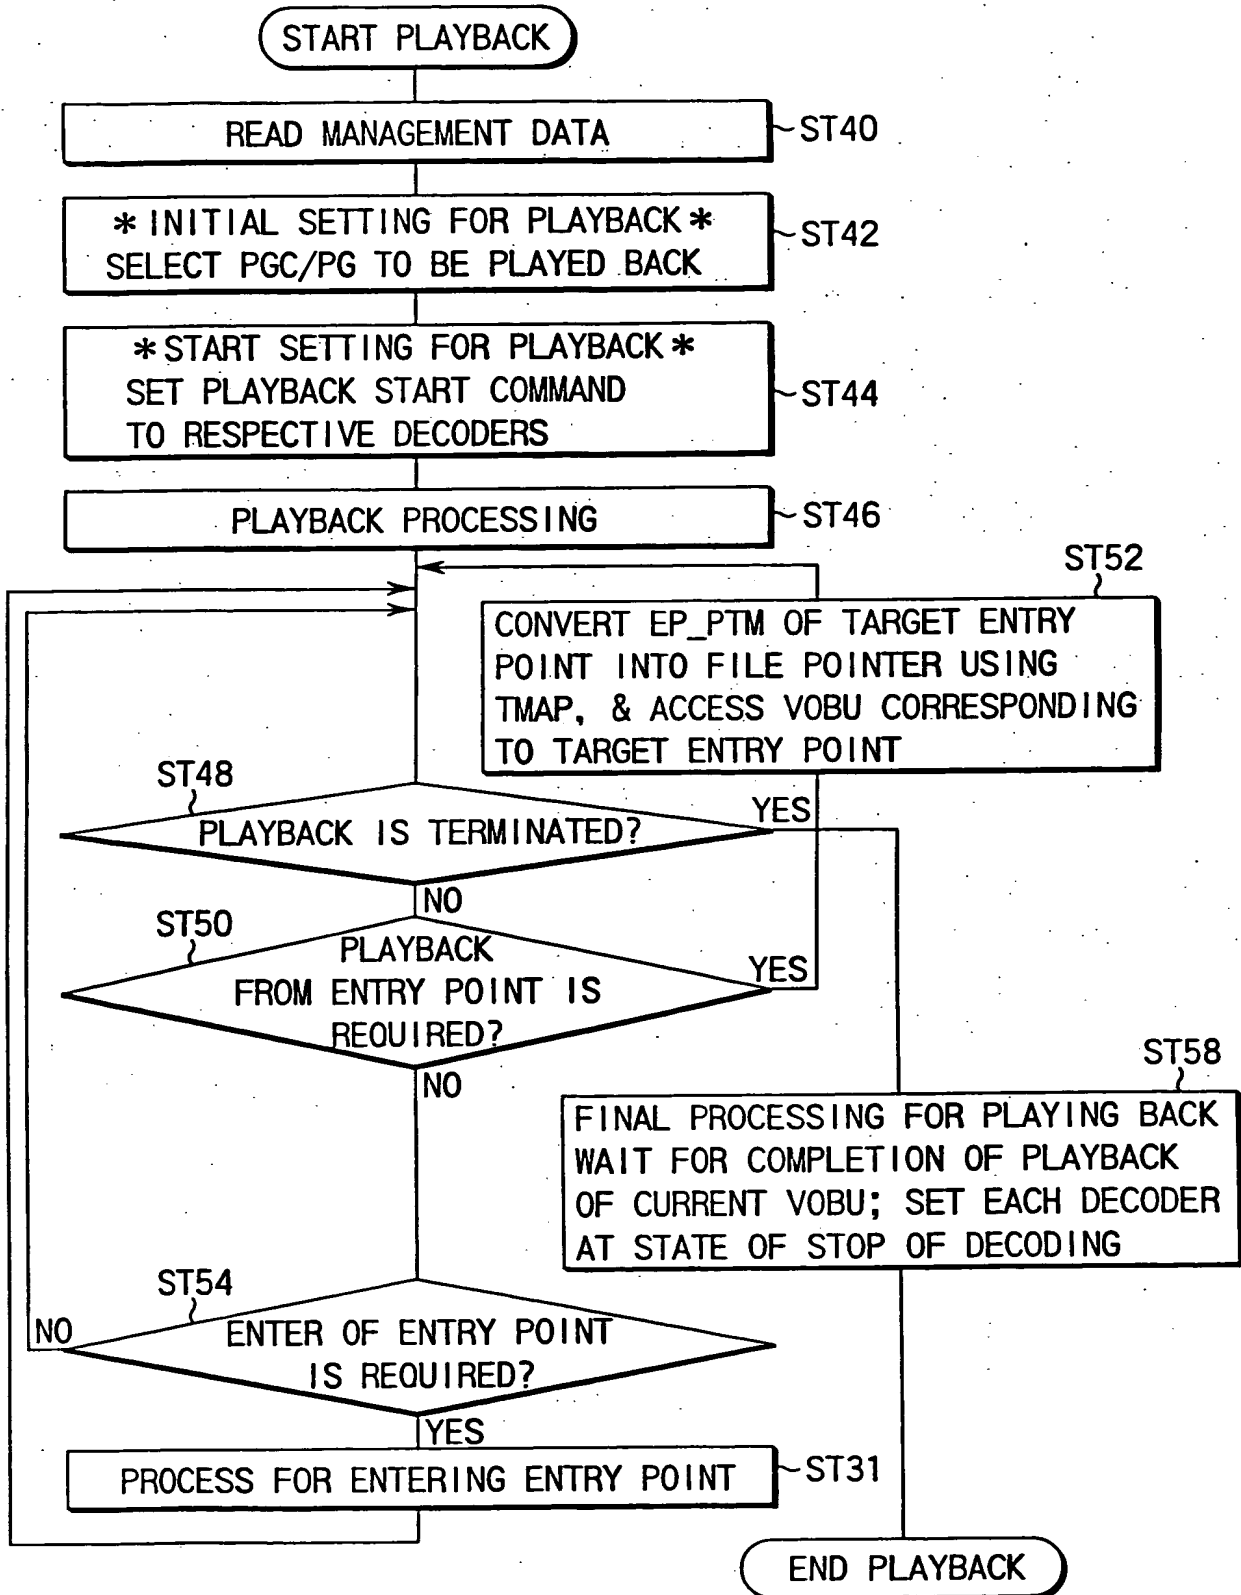 START PLAYBACK
READ MANAGEMENT DATA
ST40
* INITIAL SETTING FOR PLAYBACK *
SELECT PGC/PG TO BE PLAYED BACK
ST42
* START SETTING FOR PLAYBACK *
SET PLAYBACK START COMMAND
TO RESPECTIVE DECODERS
ST44
PLAYBACK PROCESSING
ST46
ST52
CONVERT EP_PTM OF TARGET ENTRY
POINT INTO FILE POINTER USING
TMAP, & ACCESS VOBU CORRESPONDING
TO TARGET ENTRY POINT
ST48
PLAYBACK IS TERMINATED?
YES
NO
ST50
PLAYBACK
FROM ENTRY POINT IS
REQUIRED?
YES
NO
ST58
FINAL PROCESSING FOR PLAYING BACK
WAIT FOR COMPLETION OF PLAYBACK
OF CURRENT VOBU; SET EACH DECODER
AT STATE OF STOP OF DECODING
ST54
NO
ENTER OF ENTRY POINT
IS REQUIRED?
YES
PROCESS FOR ENTERING ENTRY POINT
ST31
END PLAYBACK